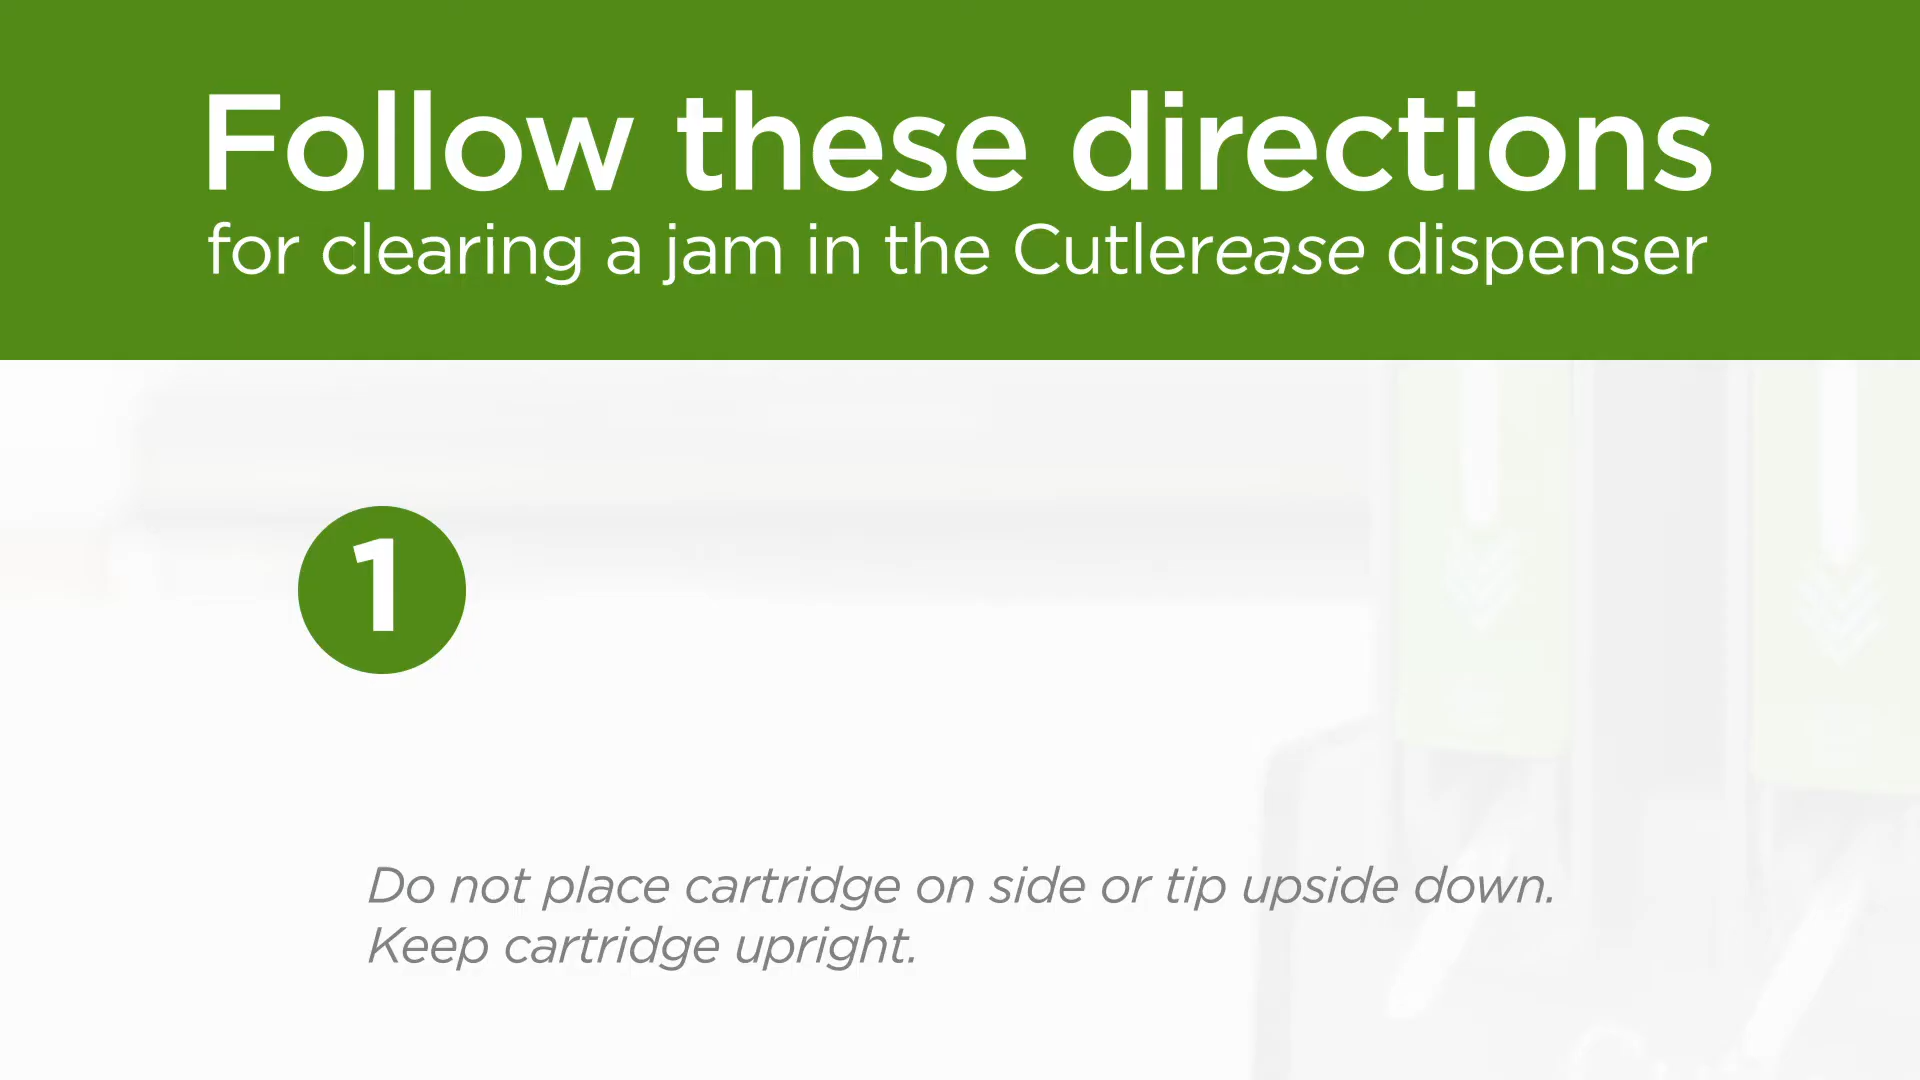 Follow these directions
for clearing a jam in the Cutlerease dispenser
1
Do not place cartridge on side or tip upside down.
Keep cartridge upright.